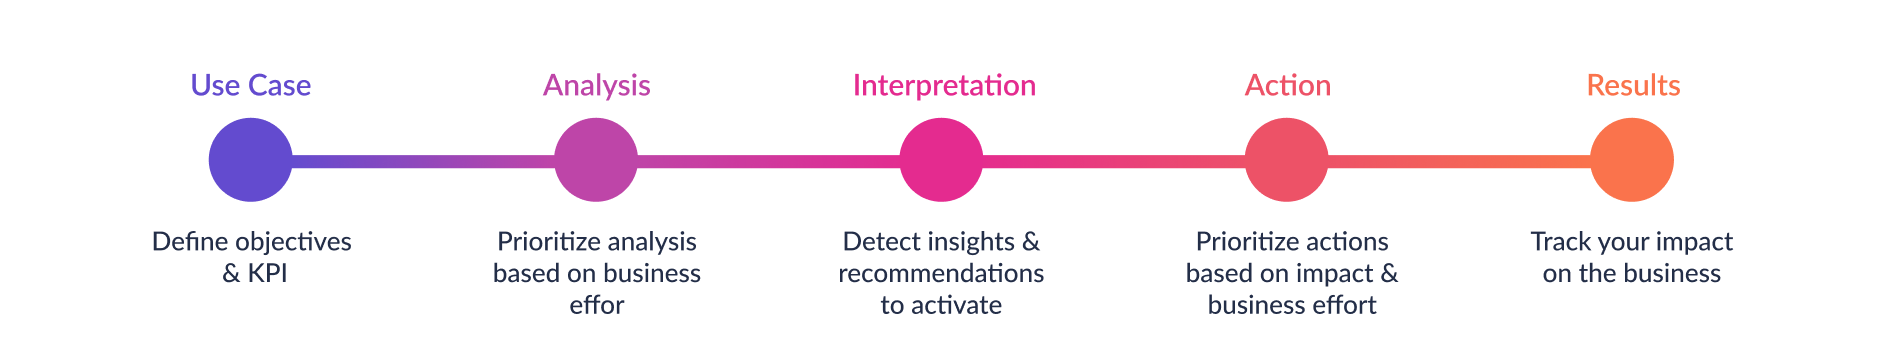 Use Case
Define objectives
& KPI
Analysis
Prioritize analysis
based on business
effor
Interpretation
Detect insights &
recommendations
to activate
Action
Prioritize actions
based on impact &
business effort
Results
Track your impact
on the business